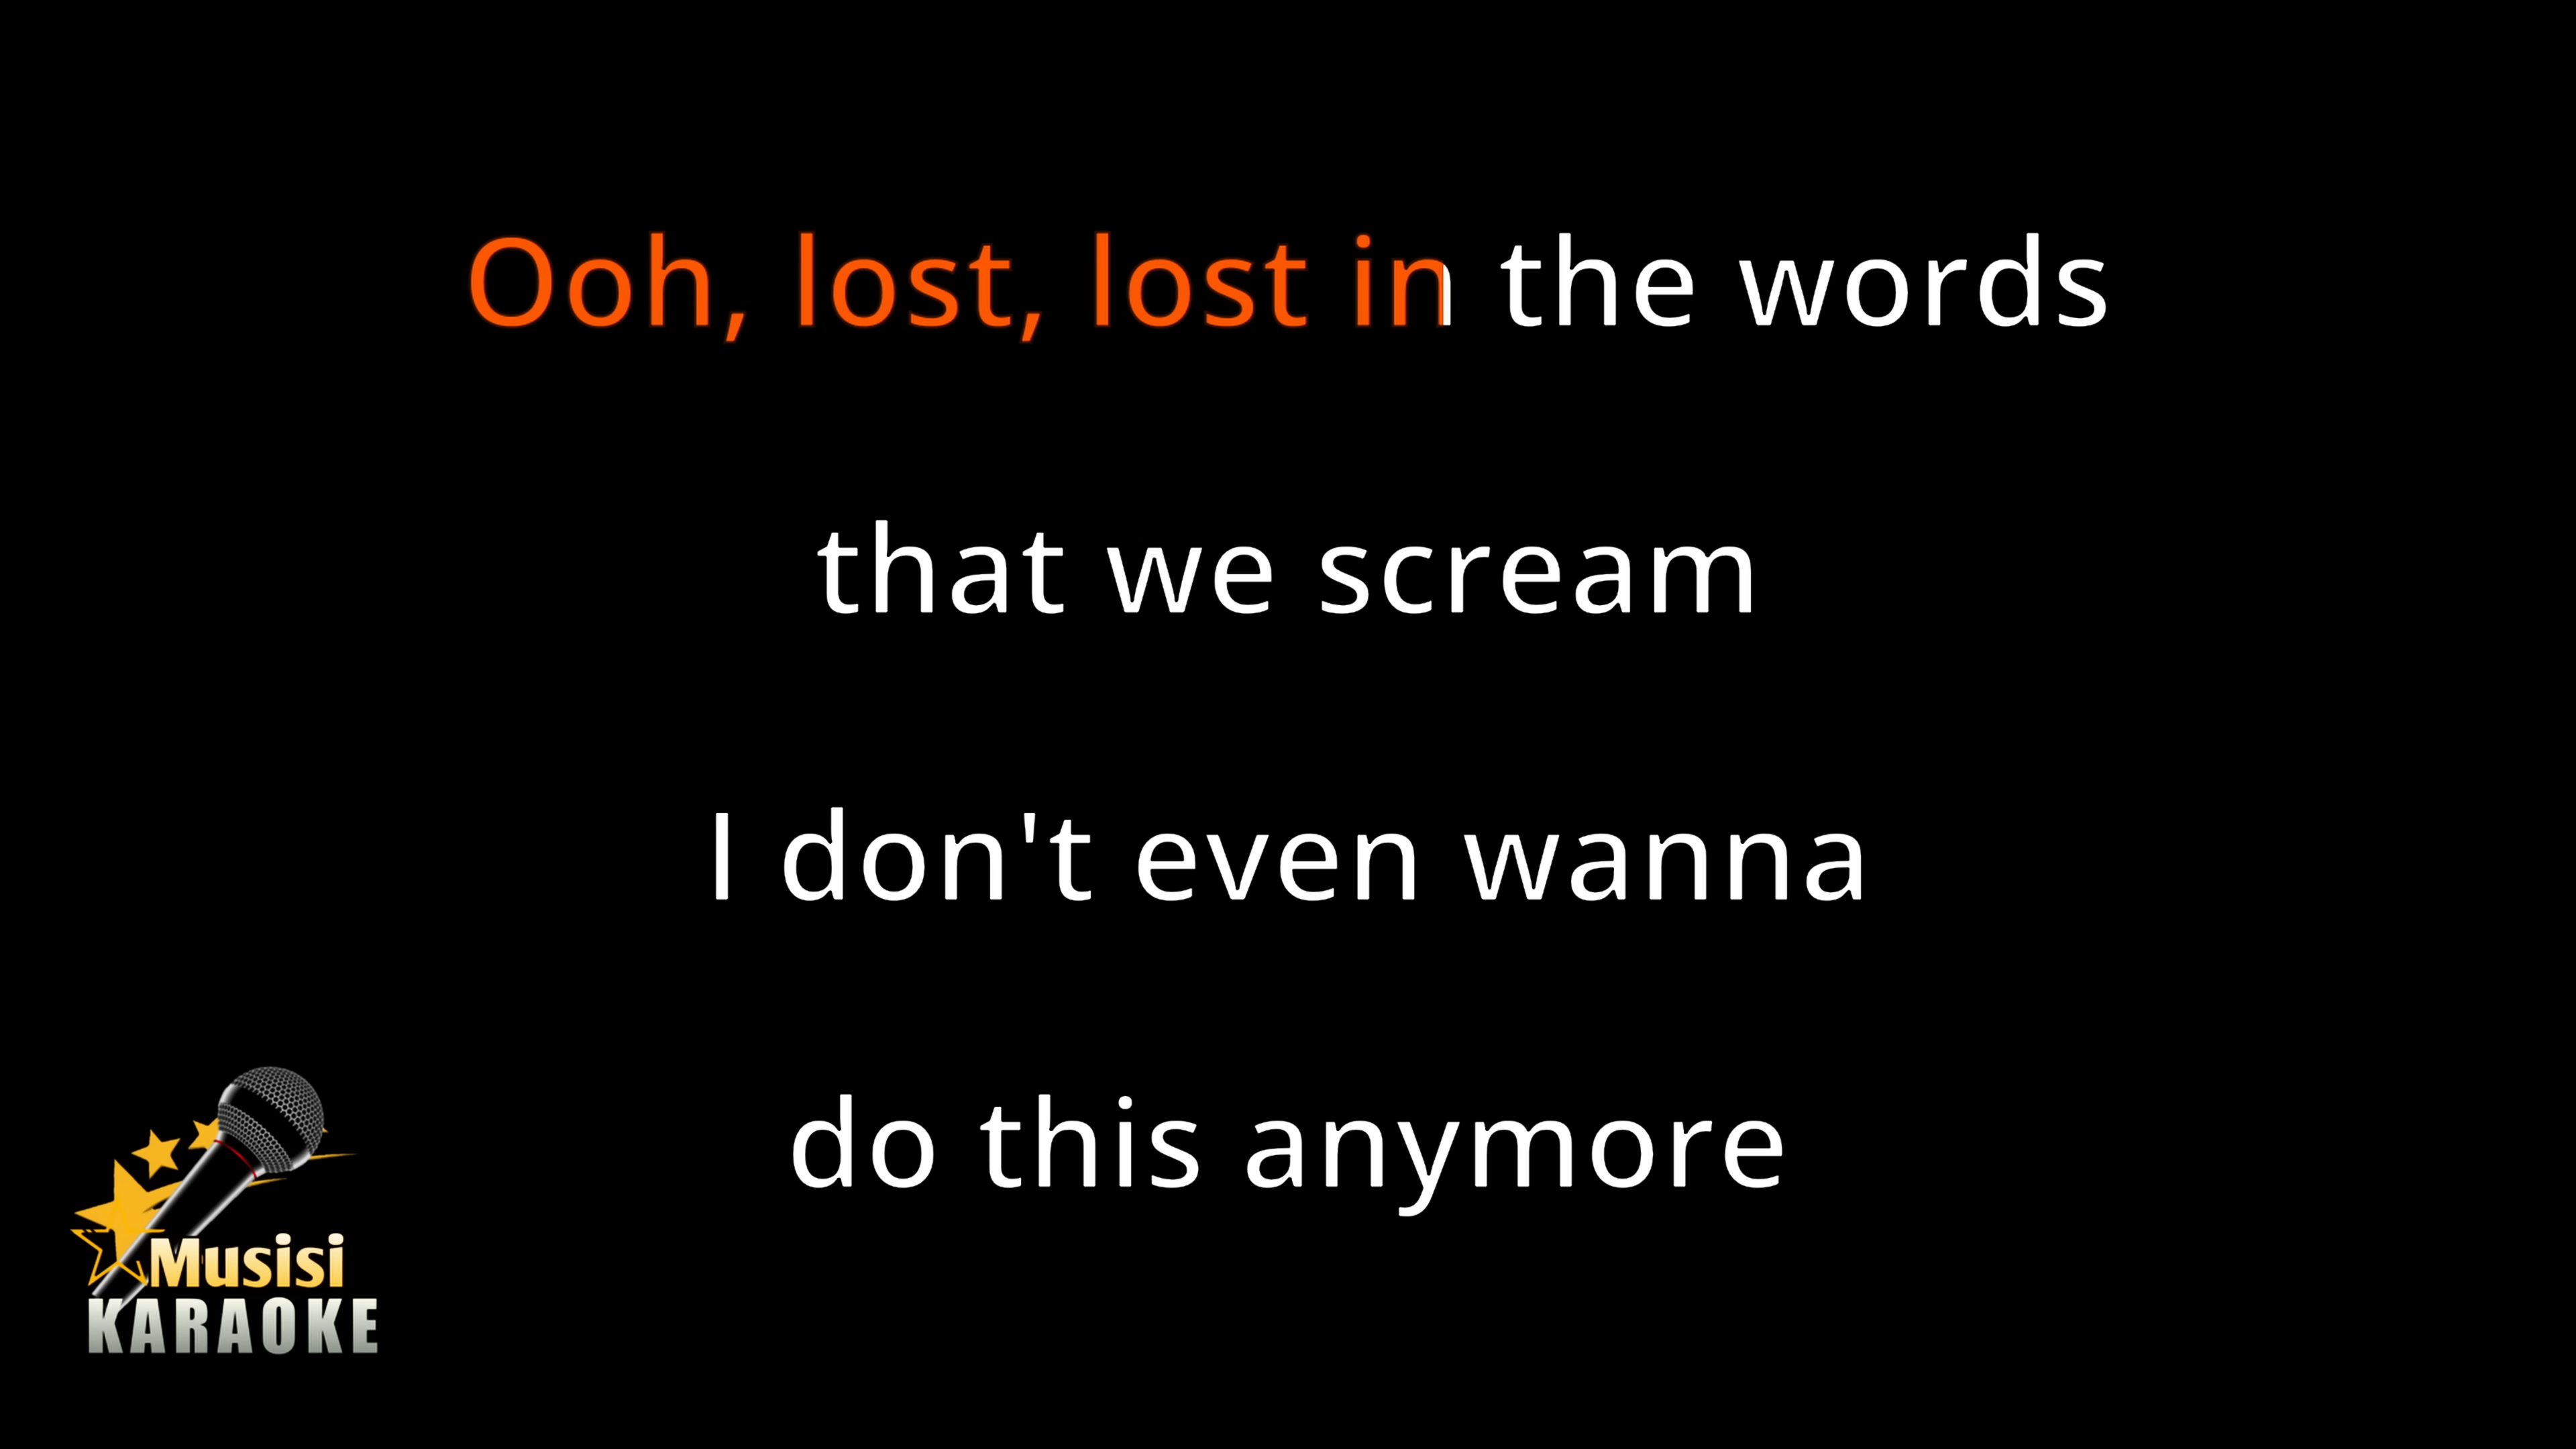 Ooh, lost, lost in the words
that we scream
I don't even wanna
do this anymore
Musisi
KARAOKE